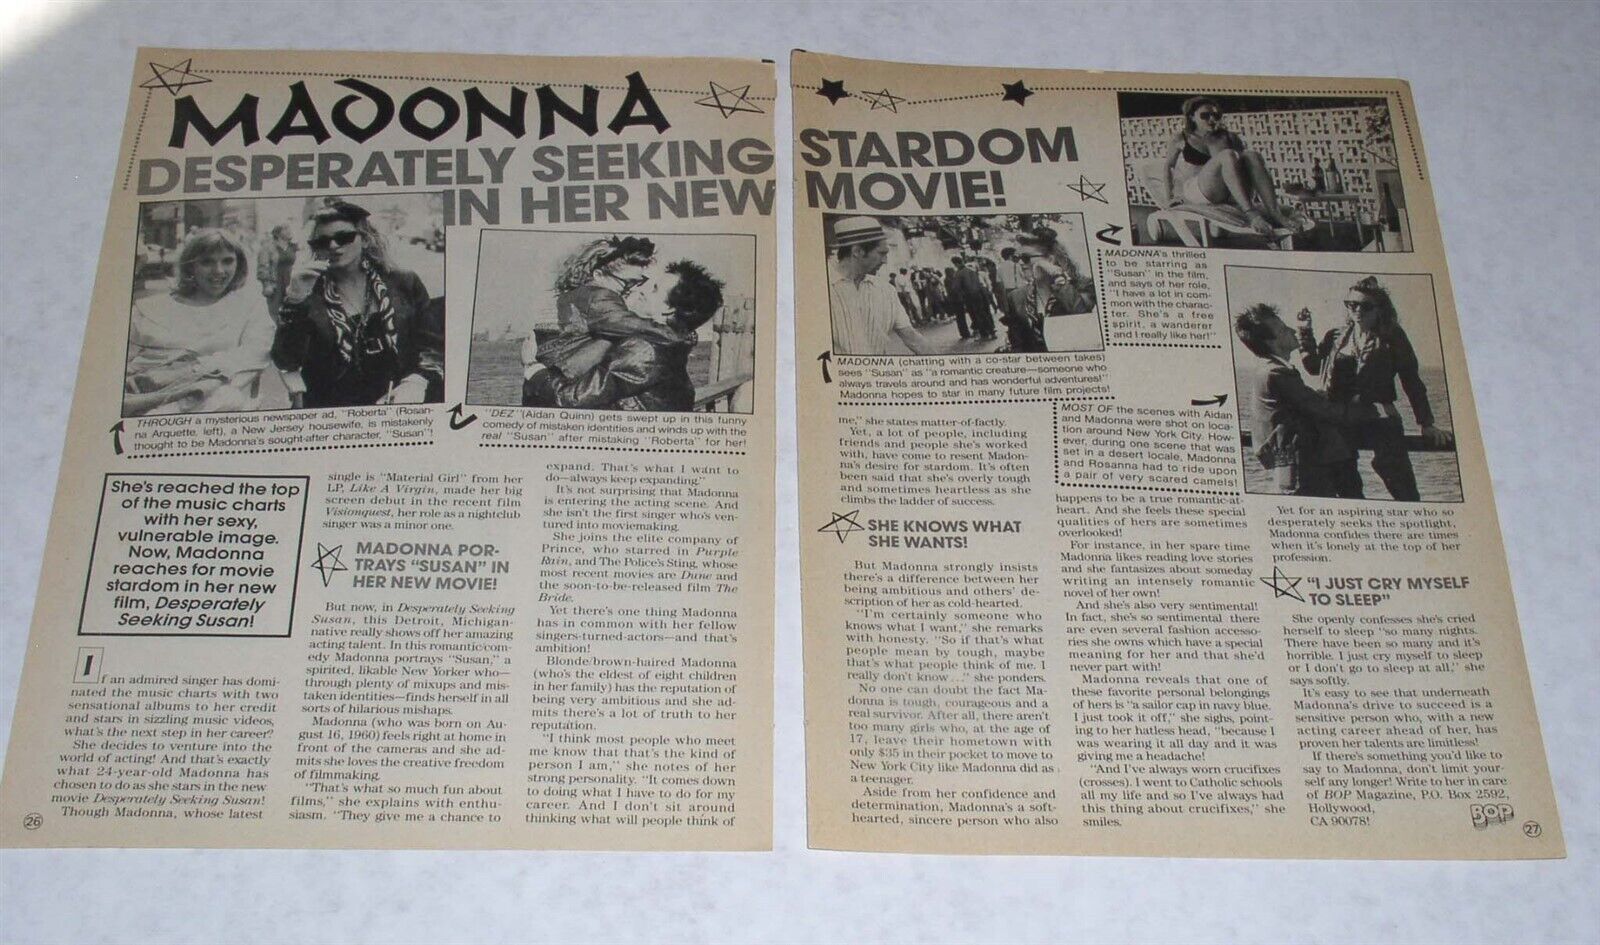 MADONNA
DESPERATELY SEEKING STARDOM
IN HER NEW MOVIE!
THROUGH a mysterious newspaper ad, "Roberta" (Rosan-
na Arquette, left), a New Jersey housewife, is mistakenly
thought to be Madonna's sought-after character, "Susan"!
"DEZ" (Aidan Quinn) gets swept up in this funny
comedy of mistaken identities and winds up with the
real "Susan" after mistaking "Roberta" for her!
She's reached the top
of the music charts
with her sexy,
vulnerable image.
Now, Madonna
reaches for movie
stardom in her new
film, Desperately
Seeking Susan!
If an admired singer has domi-
nated the music charts with two
sensational albums to her credit
and stars in sizzling music videos,
what's the next step in her career?
She decides to venture into the
world of acting! And that's exactly
what 24-year-old Madonna has
chosen to do as she stars in the new
movie Desperately Seeking Susan!
Though Madonna, whose latest
26
single is "Material Girl" from her
LP, Like A Virgin, made her big
screen debut in the recent film
Visionquest, her role as a nightclub
singer was a minor one.
MADONNA POR-
TRAYS "SUSAN" IN
HER NEW MOVIE!
But now, in Desperately Seeking
Susan, this Detroit, Michigan-
native really shows off her amazing
acting talent. In this romantic/com-
edy Madonna portrays "Susan," a
spirited, likable New Yorker who—
through plenty of mixups and mis-
taken identities—finds herself in all
sorts of hilarious mishaps.
Madonna (who was born on Au-
gust 16, 1960) feels right at home in
front of the cameras and she ad-
mits she loves the creative freedom
of filmmaking.
"That's what so much fun about
films," she explains with enthu-
siasm. "They give me a chance to
expand. That's what I want to
do—always keep expanding."
It's not surprising that Madonna
is entering the acting scene. And
she isn't the first singer who's ven-
tured into moviemaking.
She joins the elite company of
Prince, who starred in Purple
Rain, and The Police's Sting, whose
most recent movies are Dune and
the soon-to-be-released film The
Bride.
Yet there's one thing Madonna
has in common with her fellow
singers-turned-actors—and that's
ambition!
Blonde/brown-haired Madonna
(who's the eldest of eight children
in her family) has the reputation of
being very ambitious and she ad-
mits there's a lot of truth to her
reputation.
"I think most people who meet
me know that that's the kind of
person I am," she notes of her
strong personality. "It comes down
to doing what I have to do for my
career. And I don't sit around
thinking what will people think of
MADONNA (chatting with a co-star between takes)
sees "Susan" as "a romantic creature—someone who
always travels around and has wonderful adventures!"
Madonna hopes to star in many future film projects!
MADONNA's thrilled
to be starring as
"Susan" in the film,
and says of her role,
"I have a lot in com-
mon with the charac-
ter. She's a free
spirit, a wanderer
and I really like her!"
MOST OF the scenes with Aidan
and Madonna were shot on loca-
tion around New York City. How-
ever, during one scene that was
set in a desert locale, Madonna
and Rosanna had to ride upon
a pair of very scared camels!
me," she states matter-of-factly.
Yet, a lot of people, including
friends and people she's worked
with, have come to resent Madon-
na's desire for stardom. It's often
been said that she's overly tough
and sometimes heartless as she
climbs the ladder of success.
SHE KNOWS WHAT
SHE WANTS!
But Madonna strongly insists
there's a difference between her
being ambitious and others' de-
scription of her as cold-hearted.
"I'm certainly someone who
knows what I want," she remarks
with honesty. "So if that's what
people mean by tough, maybe
that's what people think of me. I
really don't know . . ." she ponders.
No one can doubt the fact Ma-
donna is tough, courageous and a
real survivor. After all, there aren't
too many girls who, at the age of
17, leave their hometown with
only $35 in their pocket to move to
New York City like Madonna did as
a teenager.
Aside from her confidence and
determination, Madonna's a soft-
hearted, sincere person who also
happens to be a true romantic-at-
heart. And she feels these special
qualities of hers are sometimes
overlooked!
For instance, in her spare time
Madonna likes reading love stories
and she fantasizes about someday
writing an intensely romantic
novel of her own!
And she's also very sentimental!
In fact, she's so sentimental there
are even several fashion accesso-
ries she owns which have a special
meaning for her and that she'd
never part with!
Madonna reveals that one of
these favorite personal belongings
of hers is "a sailor cap in navy blue.
I just took it off," she sighs, point-
ing to her hatless head, "because I
was wearing it all day and it was
giving me a headache!
"And I've always worn crucifixes
(crosses). I went to Catholic schools
all my life and so I've always had
this thing about crucifixes," she
smiles.
Yet for an aspiring star who so
desperately seeks the spotlight,
Madonna confides there are times
when it's lonely at the top of her
profession.
"I JUST CRY MYSELF
TO SLEEP"
She openly confesses she's cried
herself to sleep "so many nights.
There have been so many and it's
horrible. I just cry myself to sleep
or I don't go to sleep at all," she
says softly.
It's easy to see that underneath
Madonna's drive to succeed is a
sensitive person who, with a new
acting career ahead of her, has
proven her talents are limitless!
If there's something you'd like to
say to Madonna, don't limit your-
self any longer! Write to her in care
of BOP Magazine, P.O. Box 2592,
Hollywood,
CA 90078!
BOP
27